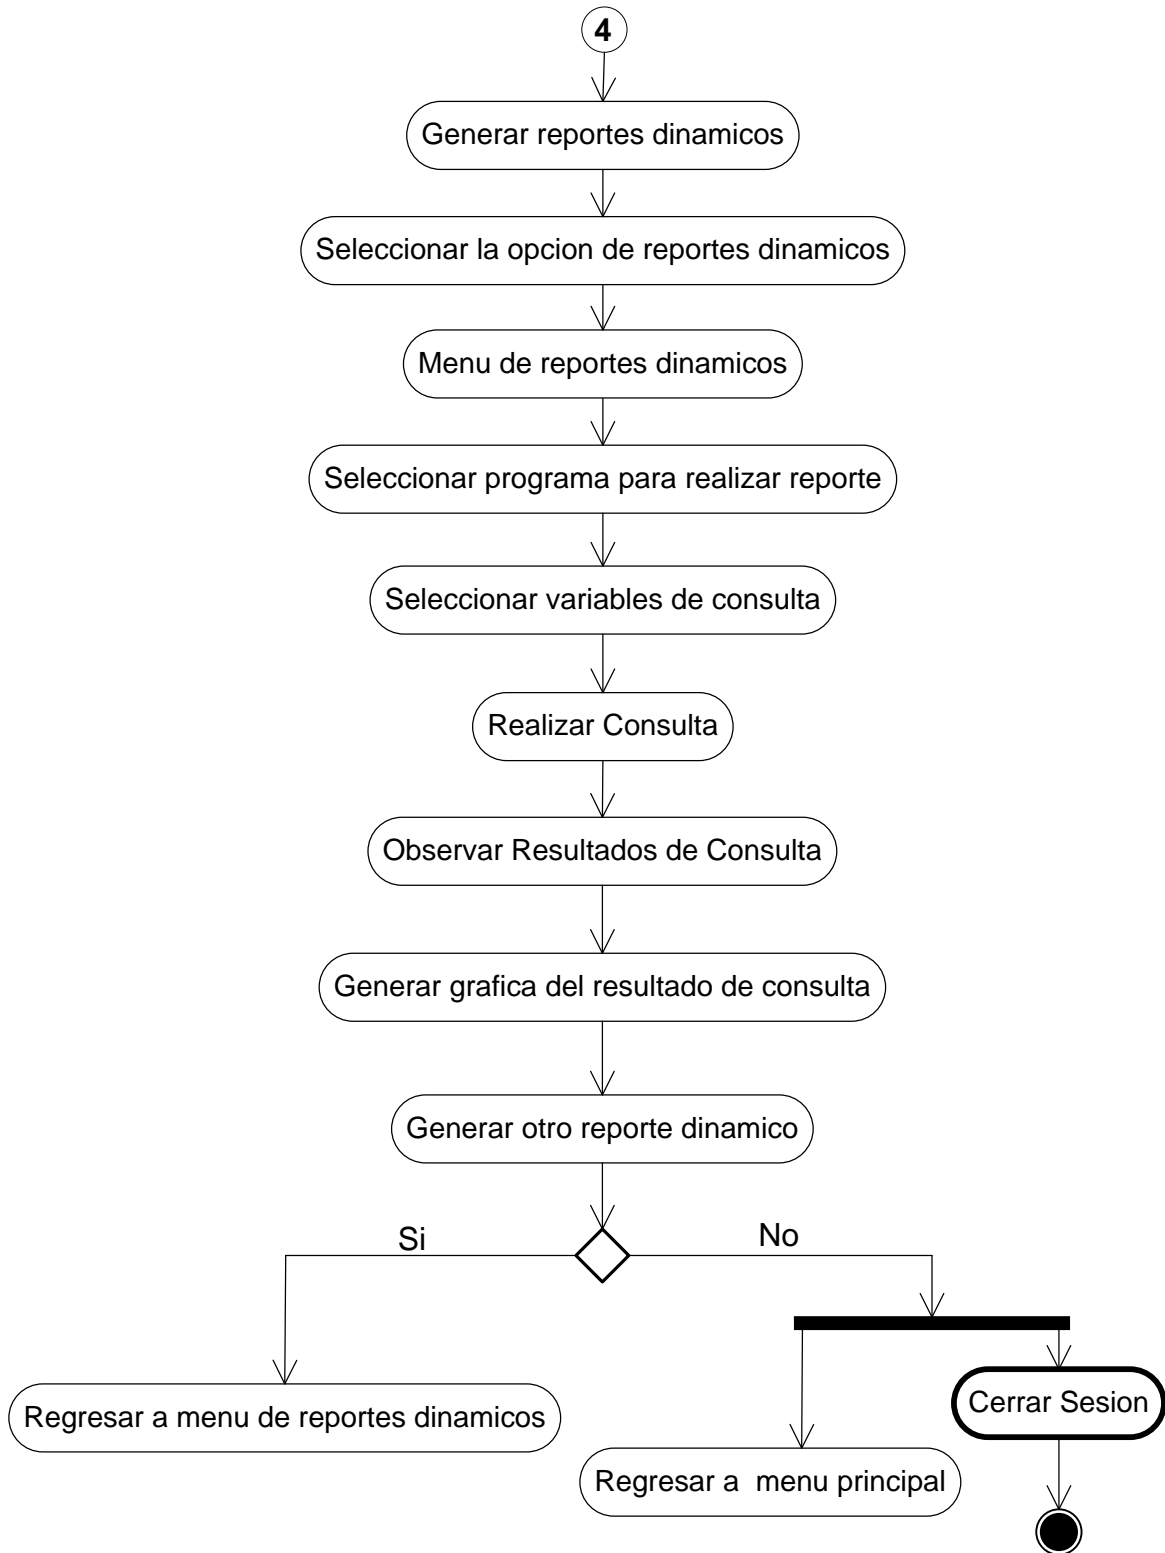 4
Generar reportes dinamicos
Seleccionar la opcion de reportes dinamicos
Menu de reportes dinamicos
Seleccionar programa para realizar reporte
Seleccionar variables de consulta
Realizar Consulta
Observar Resultados de Consulta
Generar grafica del resultado de consulta
Generar otro reporte dinamico
Si
No
Cerrar Sesion
Regresar a menu de reportes dinamicos
Regresar a menu principal